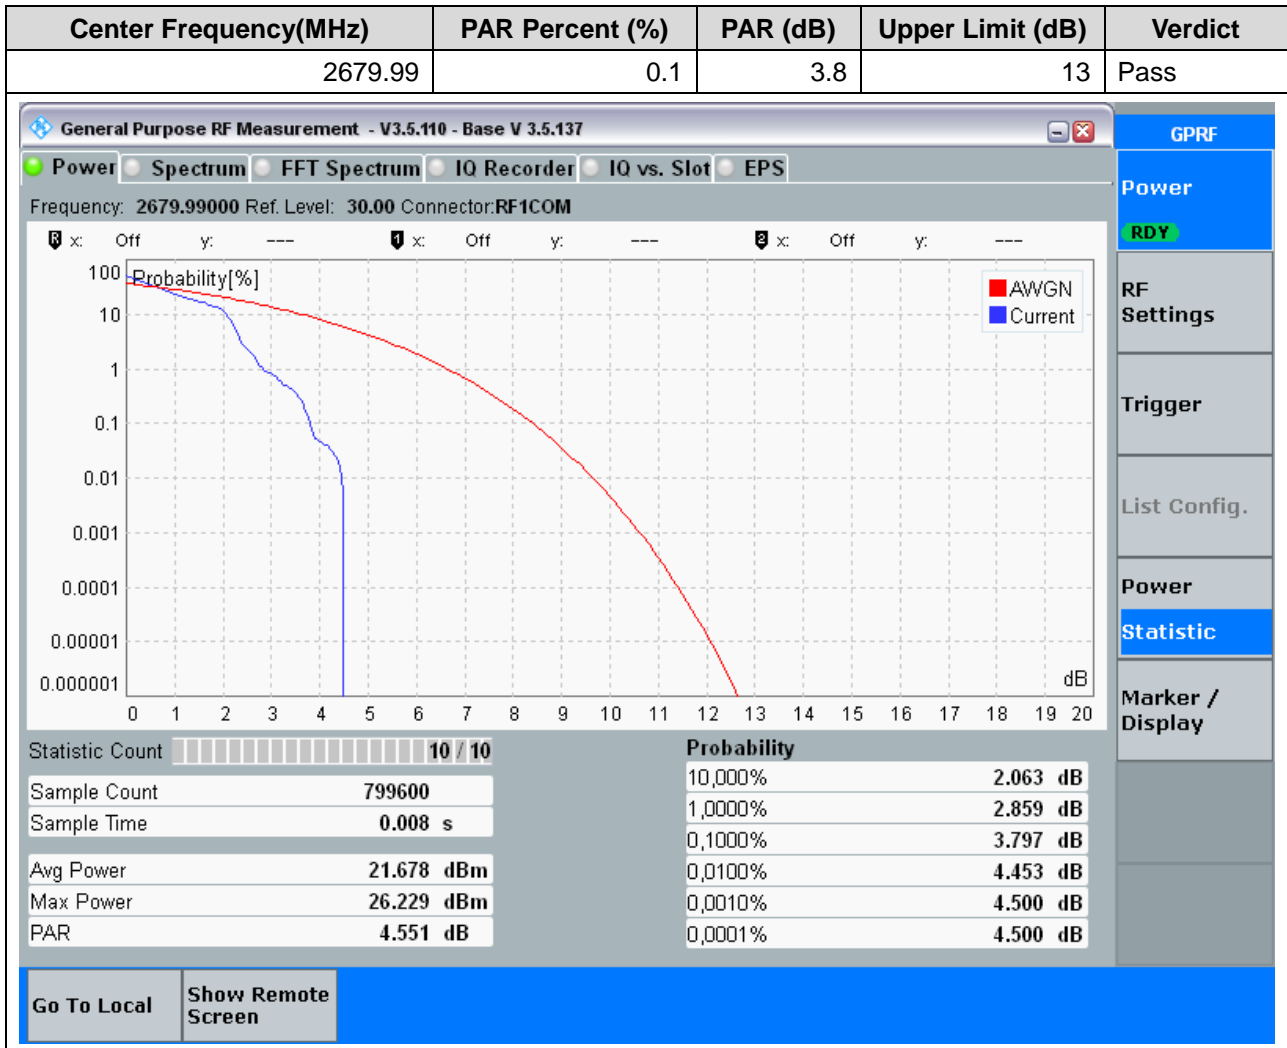 Center Frequency(MHz) PAR Percent (%) PAR (dB) Upper Limit (dB) Verdict
2679.99 0.1 3.8 13 Pass
General Purpose RF Measurement - V3.5.110 - Base V 3.5.137
GPRF
Power Spectrum FFT Spectrum IQ Recorder IQ vs. Slot EPS
Power
RDY
Frequency: 2679.99000 Ref. Level: 30.00 Connector:RF1COM
R x: Off y: --- 1 x: Off y: --- 2 x: Off y: ---
Probability[%]
100
10
1
0.1
0.01
0.001
0.0001
0.00001
0.000001
AWGN
Current
dB
0 1 2 3 4 5 6 7 8 9 10 11 12 13 14 15 16 17 18 19 20
RF
Settings
Trigger
List Config.
Power
Statistic
Marker /
Display
Statistic Count 10 / 10
Sample Count 799600
Sample Time 0.008 s
Avg Power 21.678 dBm
Max Power 26.229 dBm
PAR 4.551 dB
Probability
10,000% 2.063 dB
1,0000% 2.859 dB
0,1000% 3.797 dB
0,0100% 4.453 dB
0,0010% 4.500 dB
0,0001% 4.500 dB
Go To Local
Show Remote
Screen